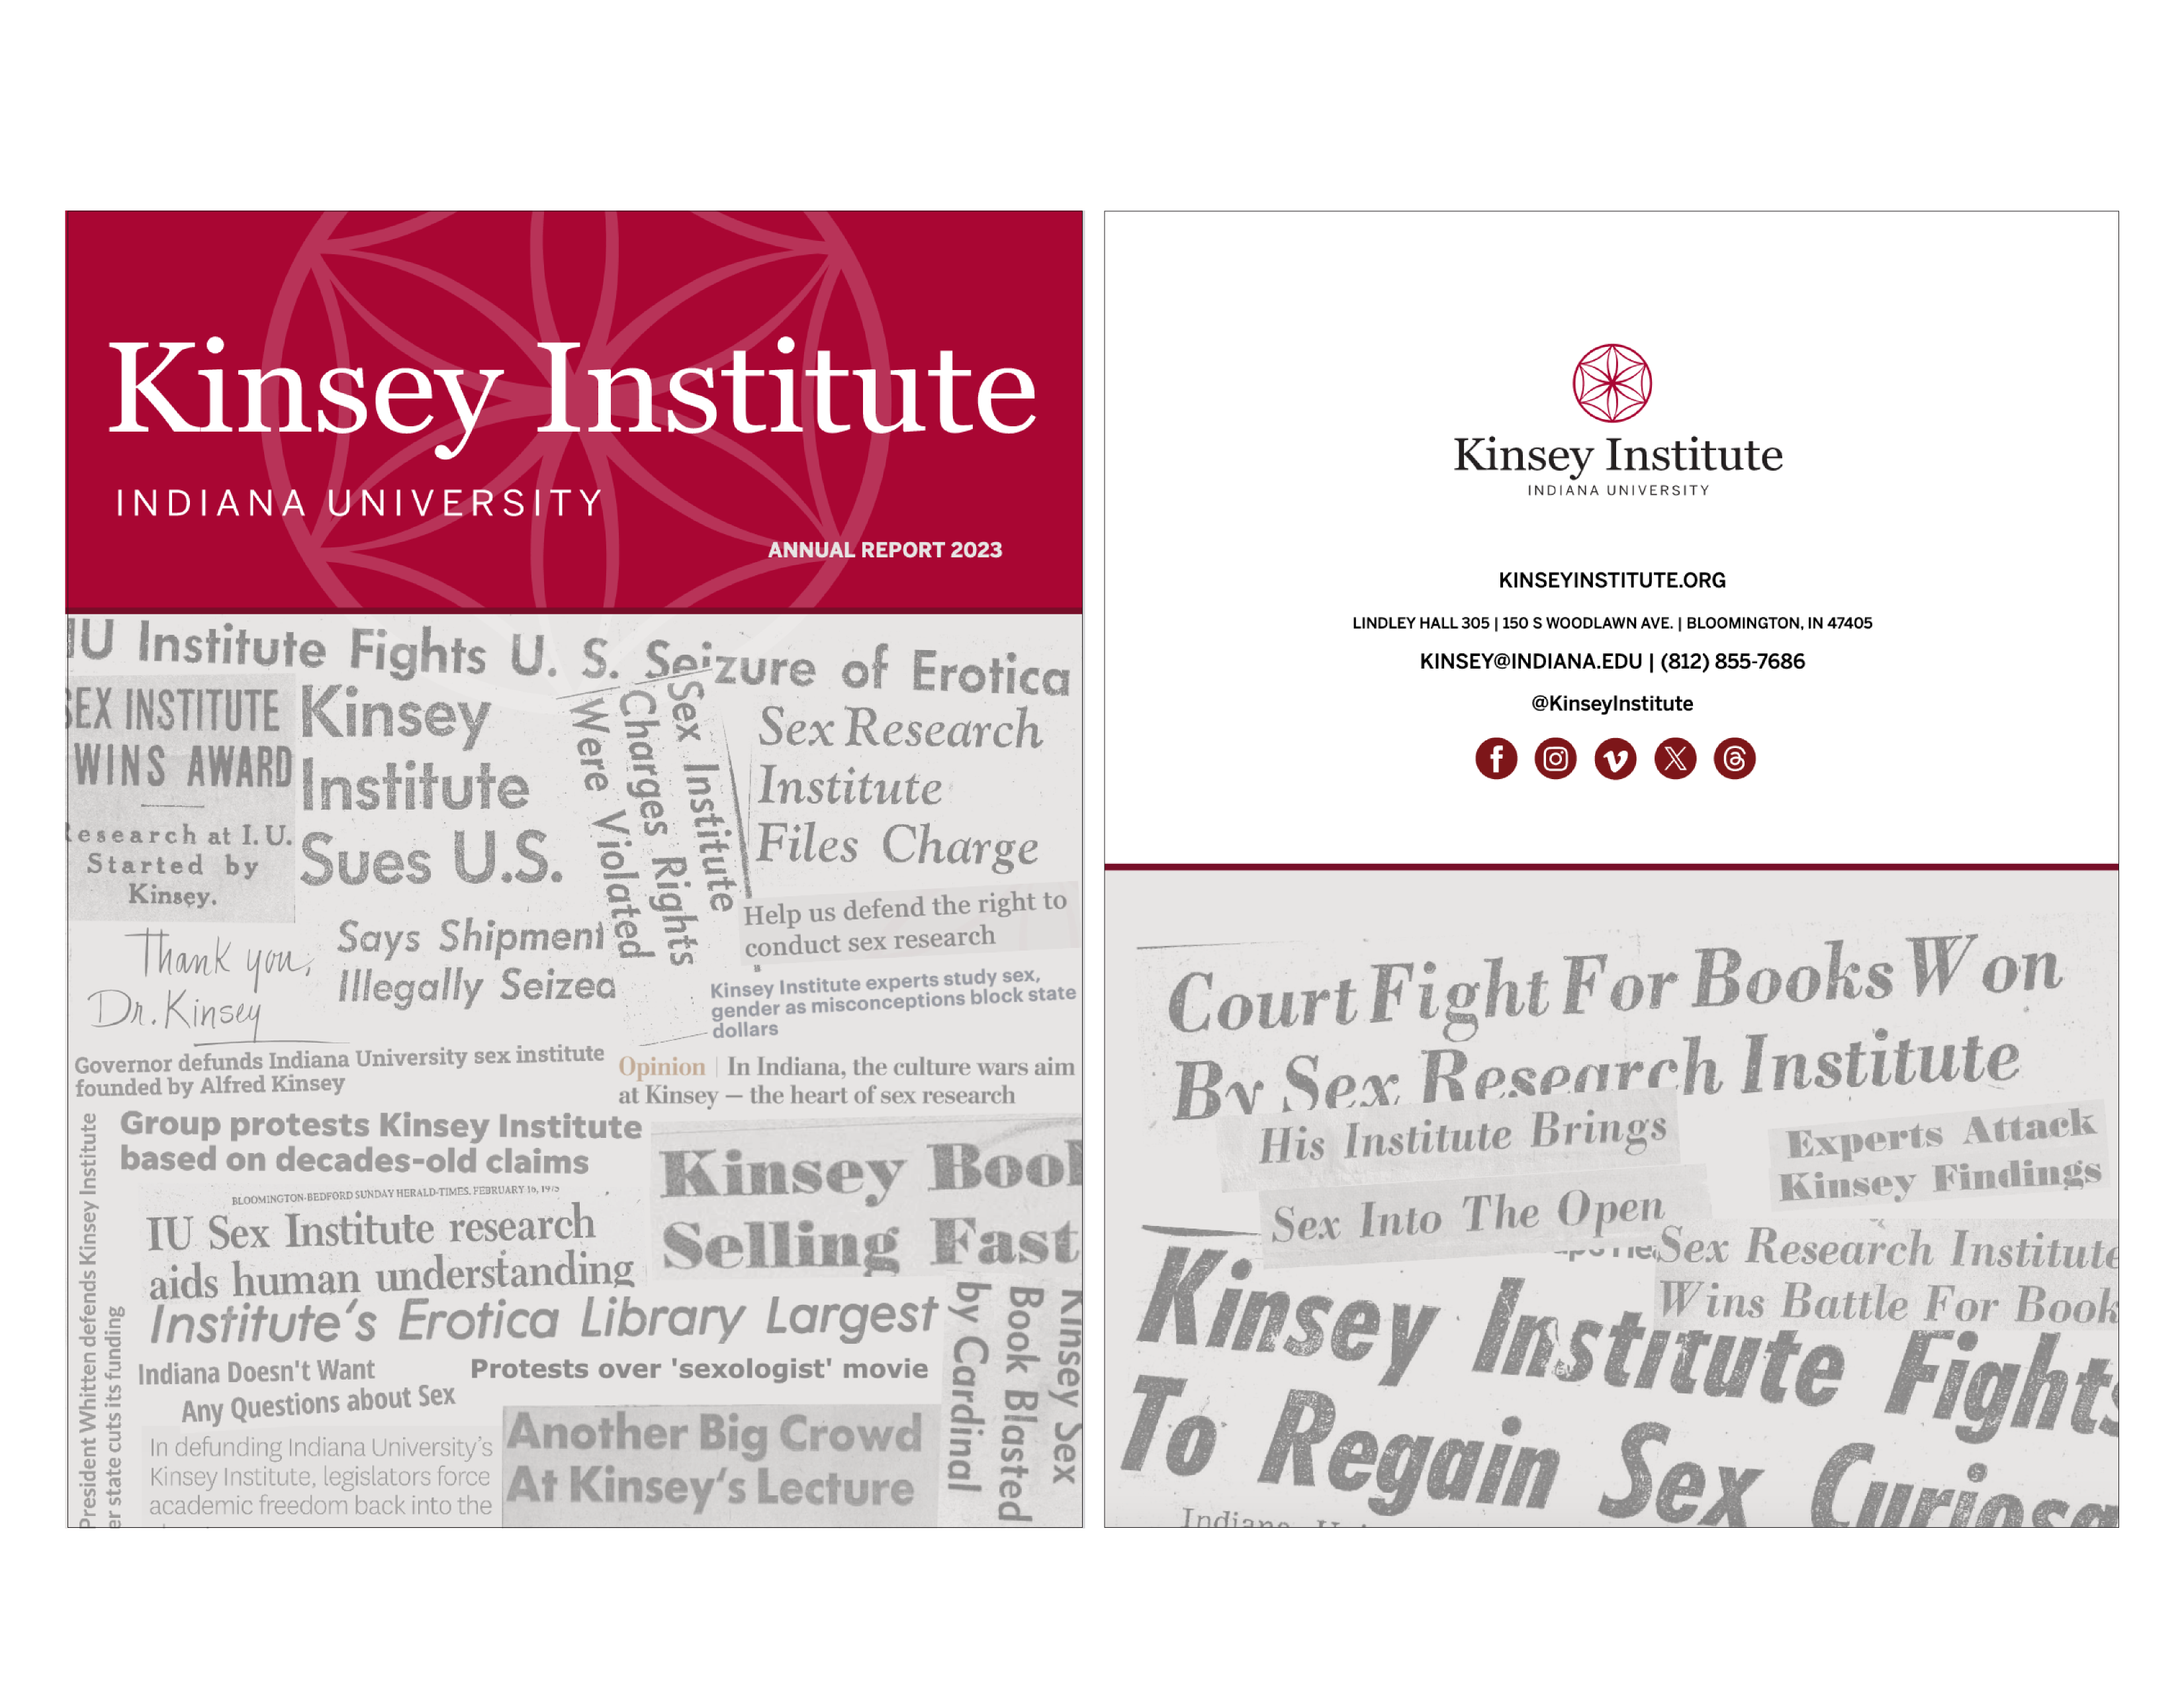 Kinsey Institute
INDIANA UNIVERSITY
ANNUAL REPORT 2023
IU Institute Fights U. S. Seizure of Erotica
SEX INSTITUTE
WINS AWARD
Research at I.U.
Started by
Kinsey.
Kinsey
Institute
Sues U.S.
Says Shipment
Illegally Seized
Sex Institute
Charges Rights
Were Violated
Sex Research
Institute
Files Charge
Help us defend the right to
conduct sex research
Thank you,
Dr. Kinsey
Kinsey Institute experts study sex,
gender as misconceptions block state
dollars
Governor defunds Indiana University sex institute
founded by Alfred Kinsey
Opinion | In Indiana, the culture wars aim
at Kinsey — the heart of sex research
President Whitten defends Kinsey Institute
er state cuts its funding
Group protests Kinsey Institute
based on decades-old claims
BLOOMINGTON-BEDFORD SUNDAY HERALD-TIMES, FEBRUARY 16,
IU Sex Institute research
aids human understanding
Kinsey Book
Selling Fast
Institute's Erotica Library Largest
Indiana Doesn't Want
Any Questions about Sex
Protests over 'sexologist' movie
In defunding Indiana University's
Kinsey Institute, legislators force
academic freedom back into the
Another Big Crowd
At Kinsey's Lecture
Kinsey Sex
Book Blasted
by Cardinal
Kinsey Institute
INDIANA UNIVERSITY
KINSEYINSTITUTE.ORG
LINDLEY HALL 305 | 150 S WOODLAWN AVE. | BLOOMINGTON, IN 47405
KINSEY@INDIANA.EDU | (812) 855-7686
@KinseyInstitute
Court Fight For Books Won
By Sex Research Institute
His Institute Brings
Sex Into The Open
Experts Attack
Kinsey Findings
Sex Research Institute
Wins Battle For Book
Kinsey Institute Fights
To Regain Sex Curiosa